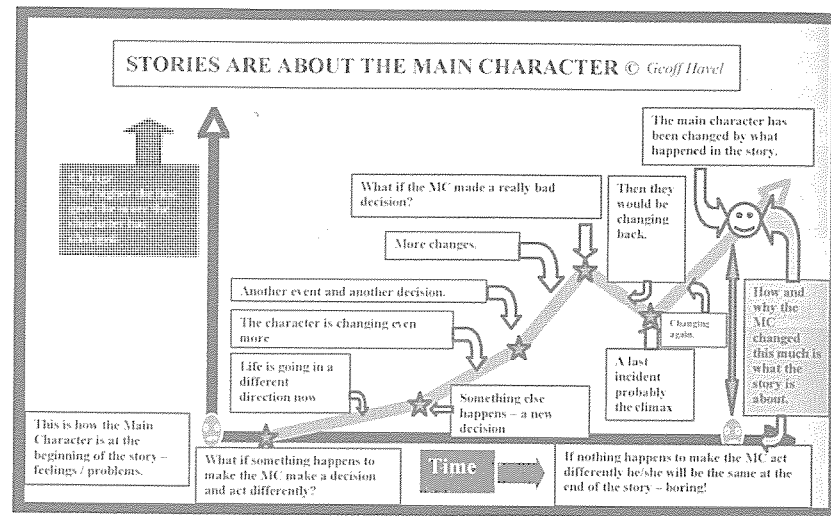 STORIES ARE ABOUT THE MAIN CHARACTER © Geoff Havel
The main character has
been changed by what
happened in the story.
What if the MC made a really bad
decision?
Then they
would be
changing
back.
More changes.
Another event and another decision.
The character is changing even
more
Life is going in a
different
direction now
Something else
happens – a new
decision
Changing
again.
A last
incident
probably
the climax
How and
why the
MC
changed
this much is
what the
story is
about.
This is how the Main
Character is at the
beginning of the story –
feelings / problems.
What if something happens to
make the MC make a decision
and act differently?
Time
If nothing happens to make the MC act
differently he/she will be the same at the
end of the story – boring!